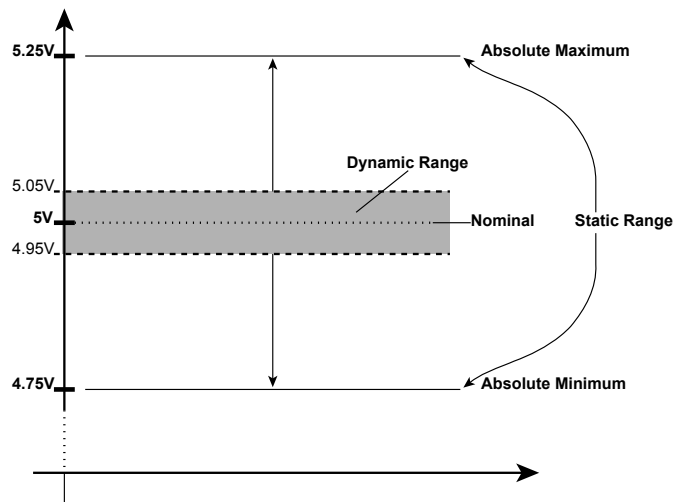 5.25V
Absolute Maximum
Dynamic Range
5.05V
5V
Nominal
Static Range
4.95V
4.75V
Absolute Minimum